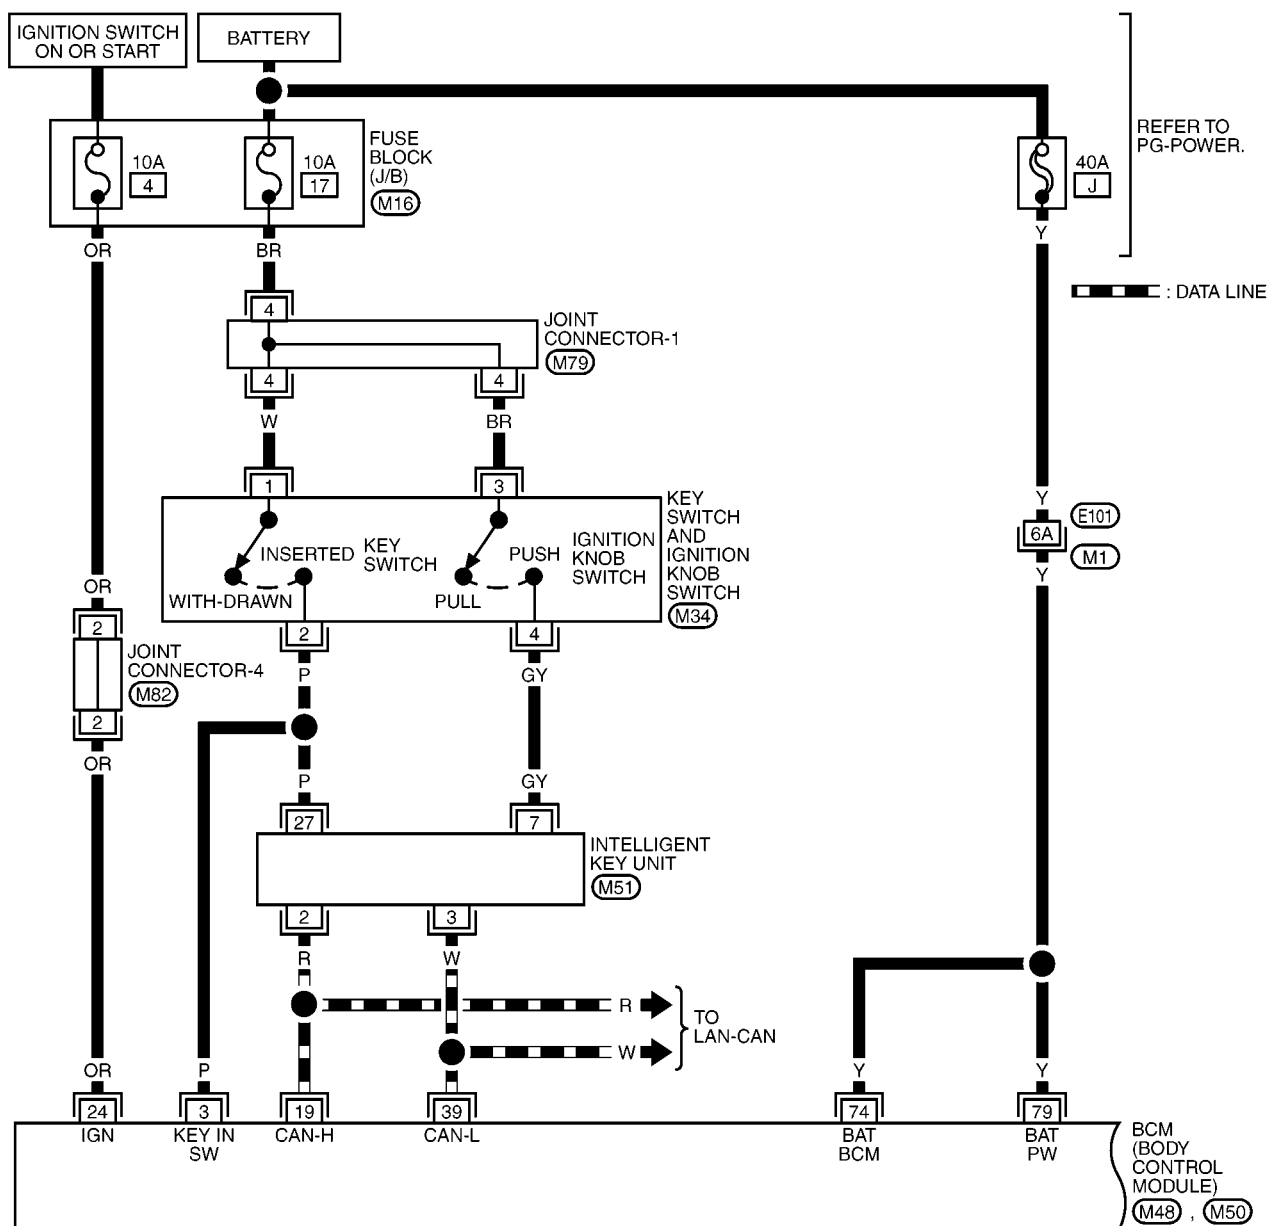 IGNITION SWITCH
ON OR START
BATTERY
REFER TO
PG-POWER.
FUSE
BLOCK
(J/B)
M16
10A
4
10A
17
40A
J
OR
BR
Y
: DATA LINE
4
JOINT
CONNECTOR-1
M79
4
4
W
BR
1
3
KEY
SWITCH
AND
IGNITION
KNOB
SWITCH
M34
INSERTED
KEY
SWITCH
WITH-DRAWN
PUSH
IGNITION
KNOB
SWITCH
PULL
Y
6A
E101
M1
Y
OR
2
JOINT
CONNECTOR-4
M82
2
OR
2
4
P
GY
P
GY
27
7
INTELLIGENT
KEY UNIT
M51
2
3
R
W
R
W
TO
LAN-CAN
OR
P
Y
Y
24
3
19
39
74
79
IGN
KEY IN
SW
CAN-H
CAN-L
BAT
BCM
BAT
PW
BCM
(BODY
CONTROL
MODULE)
M48 , M50